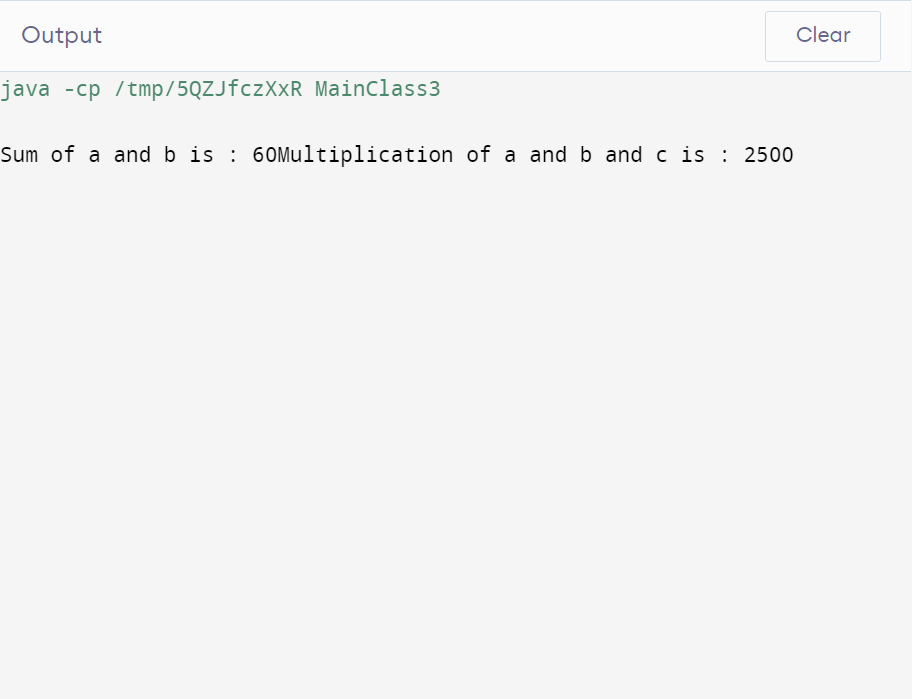 Output
Clear
java -cp /tmp/5QZJfczXxR MainClass3
Sum of a and b is : 60Multiplication of a and b and c is : 2500